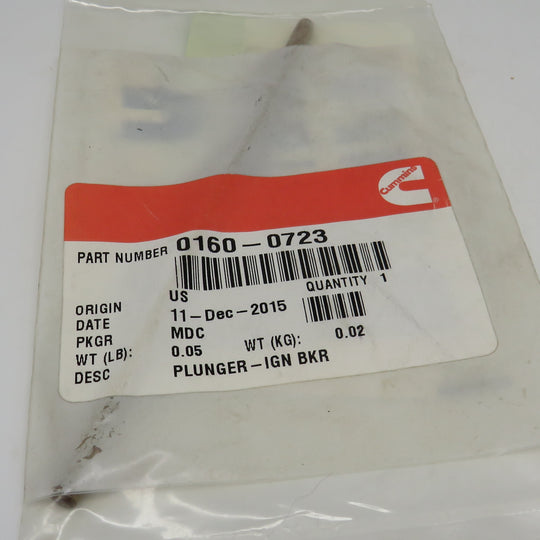 Cummins
PART NUMBER 0160-0723
QUANTITY 1
ORIGIN US
DATE 11-Dec-2015
PKGR MDC
WT (LB): 0.05 WT (KG): 0.02
DESC PLUNGER-IGN BKR